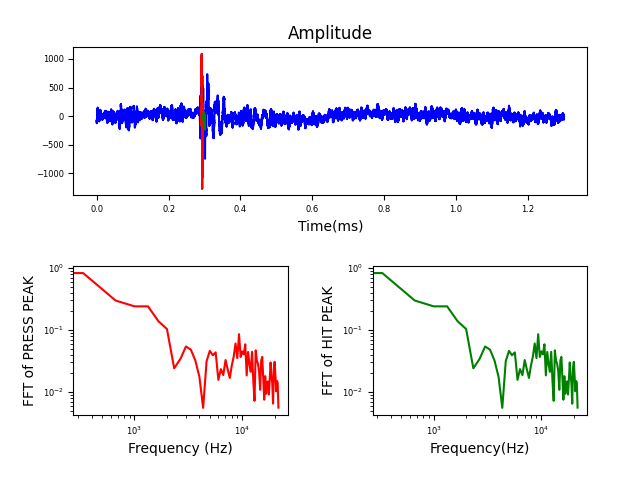 Amplitude
1000
500
0
−500
−1000
0.0 0.2 0.4 0.6 0.8 1.0 1.2
Time(ms)
FFT of PRESS PEAK
10⁰
10⁻¹
10⁻²
10³ 10⁴
Frequency (Hz)
FFT of HIT PEAK
10⁰
10⁻¹
10⁻²
10³ 10⁴
Frequency(Hz)